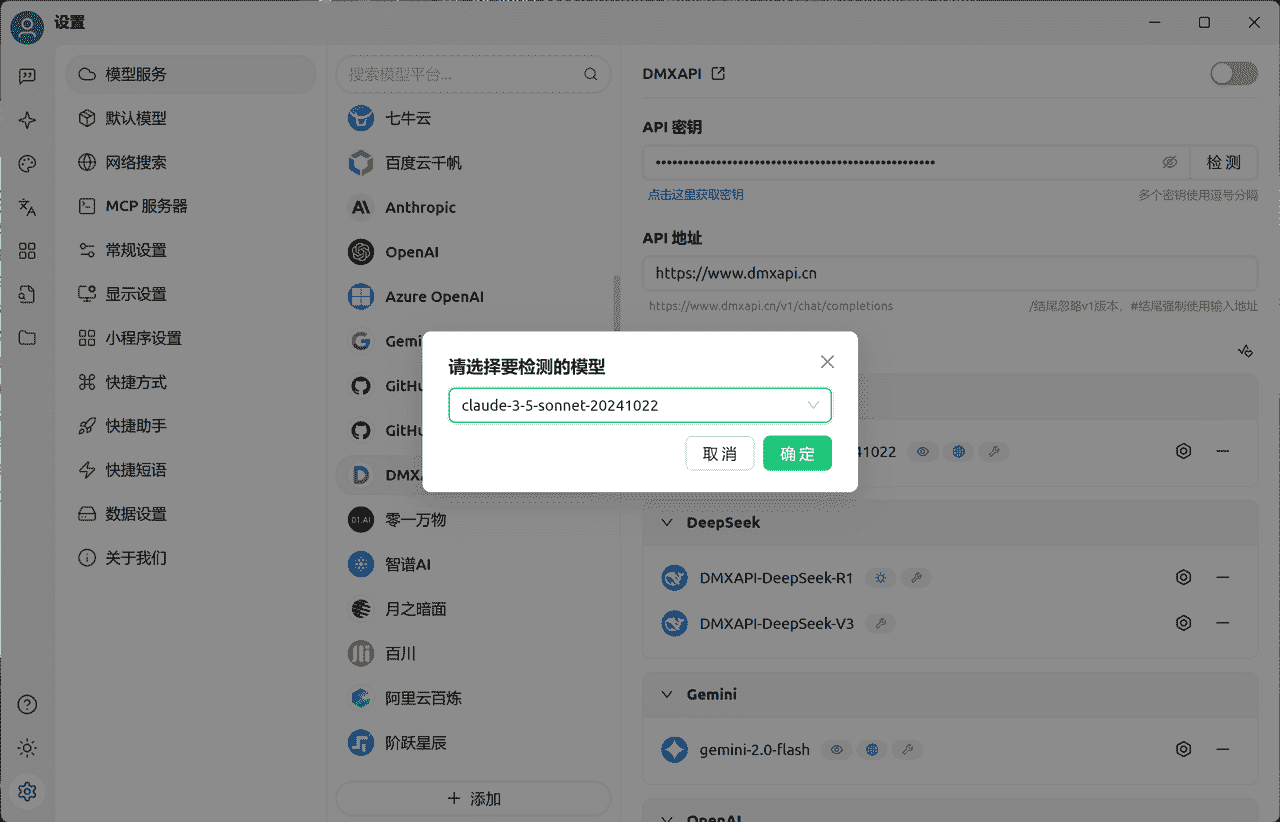 设置
模型服务
默认模型
网络搜索
MCP 服务器
常规设置
显示设置
小程序设置
快捷方式
快捷助手
快捷短语
数据设置
关于我们
搜索模型平台...
七牛云
百度云千帆
Anthropic
OpenAI
Azure OpenAI
Gemi
GitHu
GitHu
DMXA
零一万物
智谱AI
月之暗面
百川
阿里云百炼
阶跃星辰
添加
DMXAPI
API 密钥
••••••••••••••••••••••••••••••••••••••••••••••••••• 检测
点击这里获取密钥 多个密钥使用逗号分隔
API 地址
https://www.dmxapi.cn
https://www.dmxapi.cn/v1/chat/completions /结尾忽略v1版本，#结尾强制使用输入地址
请选择要检测的模型
claude-3-5-sonnet-20241022
取消 确定
41022
DeepSeek
DMXAPI-DeepSeek-R1
DMXAPI-DeepSeek-V3
Gemini
gemini-2.0-flash
OpenAI